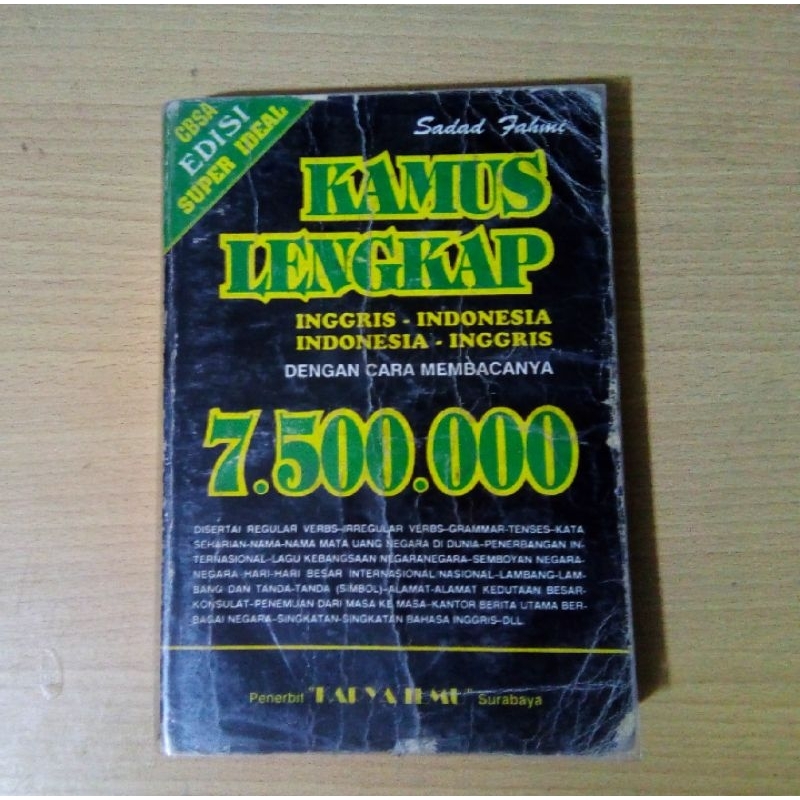 CBSA
EDISI
SUPER IDEAL
Sadad Fahmi
KAMUS
LENGKAP
INGGRIS - INDONESIA
INDONESIA - INGGRIS
DENGAN CARA MEMBACANYA
7.500.000
DISERTAI REGULAR VERBS–IRREGULAR VERBS–GRAMMAR–TENSES–KATA
SEHARIAN–NAMA–NAMA MATA UANG NEGARA DI DUNIA–PENERBANGAN IN-
TERNASIONAL–LAGU KEBANGSAAN NEGARANEGARA–SEMBOYAN NEGARA-
NEGARA–HARI-HARI BESAR INTERNASIONAL/NASIONAL–LAMBANG-LAM-
BANG DAN TANDA-TANDA (SIMBOL)–ALAMAT-ALAMAT KEDUTAAN BESAR-
KONSULAT–PENEMUAN DARI MASA KE MASA–KANTOR BERITA UTAMA BER-
BAGAI NEGARA–SINGKATAN-SINGKATAN BAHASA INGGRIS–DLL.
Penerbit "KARYA ILMU" Surabaya